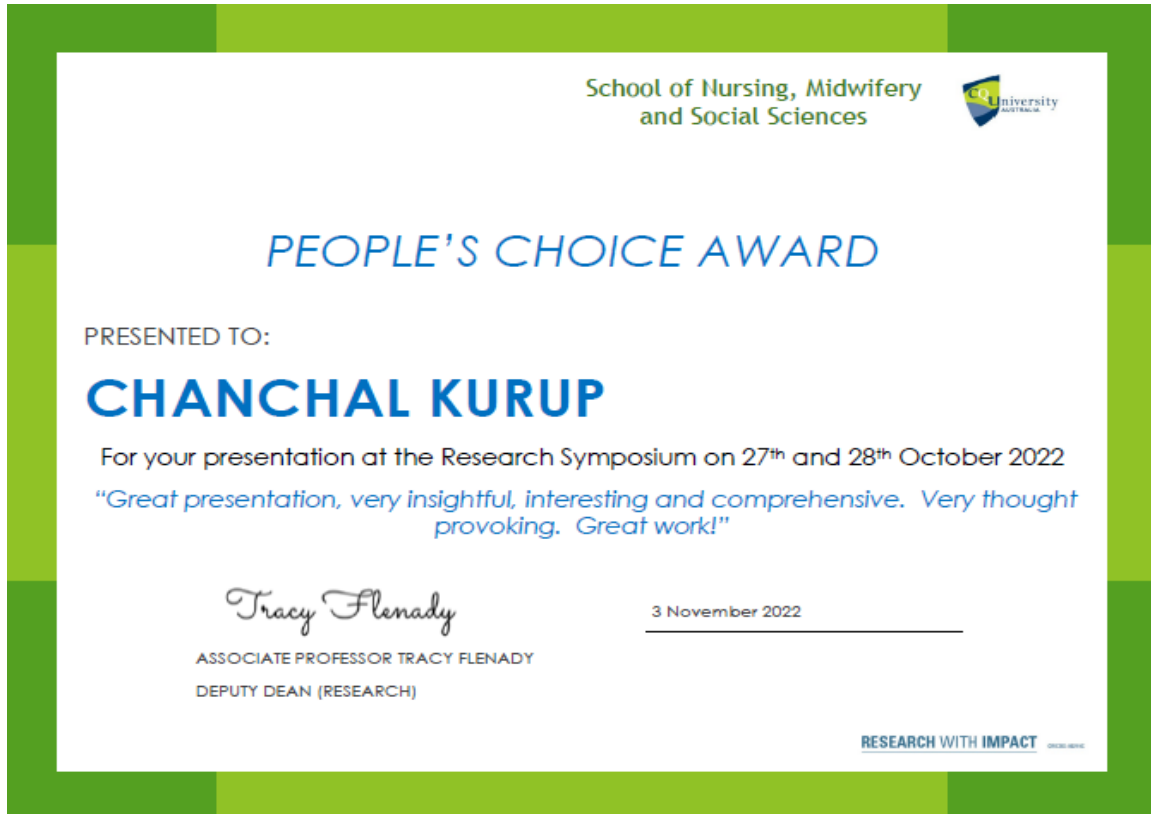 School of Nursing, Midwifery
and Social Sciences
CQUniversity
AUSTRALIA
PEOPLE'S CHOICE AWARD
PRESENTED TO:
CHANCHAL KURUP
For your presentation at the Research Symposium on 27th and 28th October 2022
“Great presentation, very insightful, interesting and comprehensive.  Very thought
provoking.  Great work!”
Tracy Flenady
3 November 2022
ASSOCIATE PROFESSOR TRACY FLENADY
DEPUTY DEAN (RESEARCH)
RESEARCH WITH IMPACT